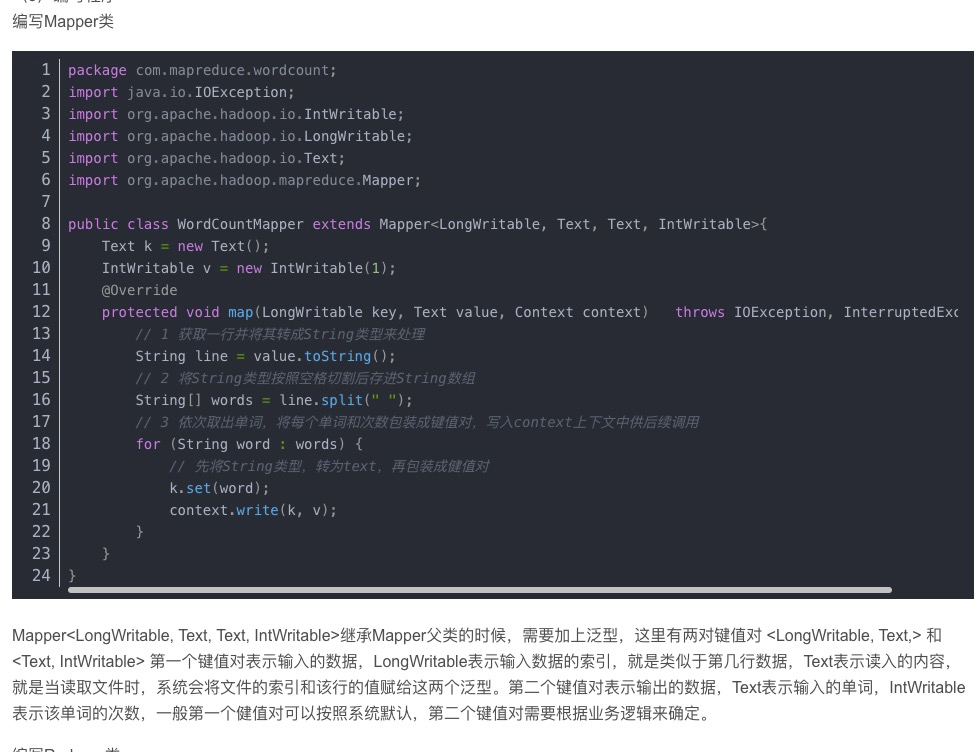 编写Mapper类
1 package com.mapreduce.wordcount;
2 import java.io.IOException;
3 import org.apache.hadoop.io.IntWritable;
4 import org.apache.hadoop.io.LongWritable;
5 import org.apache.hadoop.io.Text;
6 import org.apache.hadoop.mapreduce.Mapper;
7
8 public class WordCountMapper extends Mapper<LongWritable, Text, Text, IntWritable>{
9 Text k = new Text();
10 IntWritable v = new IntWritable(1);
11 @Override
12 protected void map(LongWritable key, Text value, Context context) throws IOException, InterruptedExc
13 // 1 获取一行并将其转成String类型来处理
14 String line = value.toString();
15 // 2 将String类型按照空格切割后存进String数组
16 String[] words = line.split(" ");
17 // 3 依次取出单词，将每个单词和次数包装成键值对，写入context上下文中供后续调用
18 for (String word : words) {
19 // 先将String类型，转为text，再包装成健值对
20 k.set(word);
21 context.write(k, v);
22 }
23 }
24 }
Mapper<LongWritable, Text, Text, IntWritable>继承Mapper父类的时候，需要加上泛型，这里有两对键值对 <LongWritable, Text,> 和
<Text, IntWritable> 第一个键值对表示输入的数据，LongWritable表示输入数据的索引，就是类似于第几行数据，Text表示读入的内容，
就是当读取文件时，系统会将文件的索引和该行的值赋给这两个泛型。第二个键值对表示输出的数据，Text表示输入的单词，IntWritable
表示该单词的次数，一般第一个健值对可以按照系统默认，第二个键值对需要根据业务逻辑来确定。